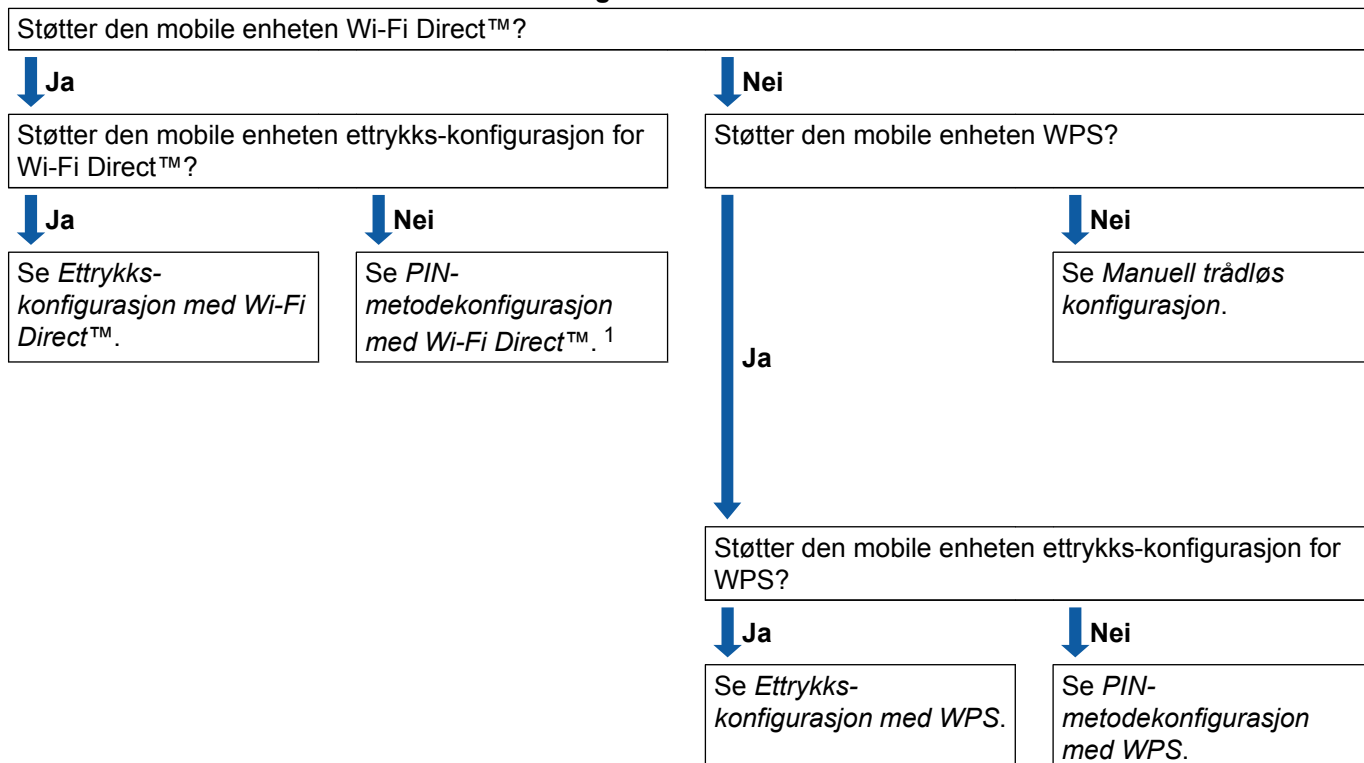 Støtter den mobile enheten Wi-Fi Direct™?
Ja
Nei
Støtter den mobile enheten ettrykks-konfigurasjon for
Wi-Fi Direct™?
Støtter den mobile enheten WPS?
Ja
Nei
Nei
Se Ettrykks-
konfigurasjon med Wi-Fi
Direct™.
Se PIN-
metodekonfigurasjon
med Wi-Fi Direct™. 1
Se Manuell trådløs
konfigurasjon.
Ja
Støtter den mobile enheten ettrykks-konfigurasjon for
WPS?
Ja
Nei
Se Ettrykks-
konfigurasjon med WPS.
Se PIN-
metodekonfigurasjon
med WPS.